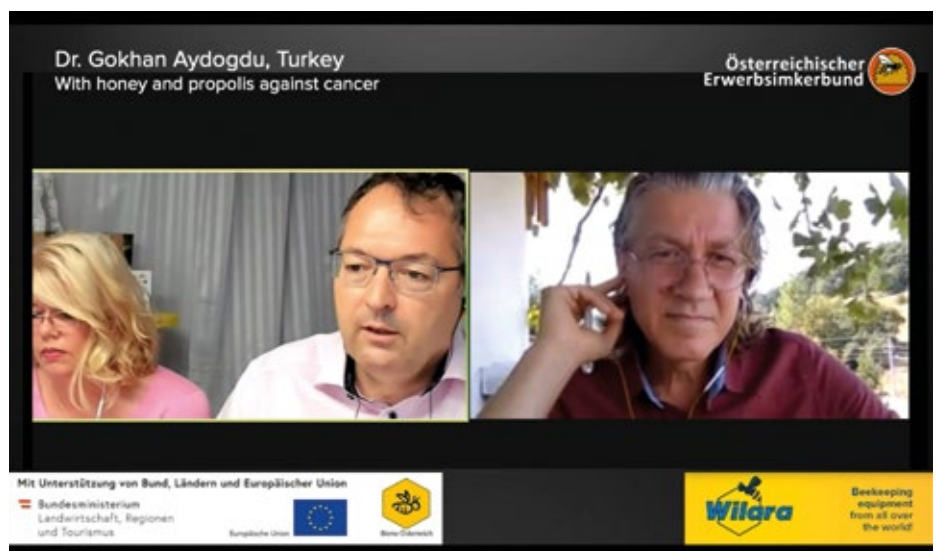 Dr. Gokhan Aydogdu, Turkey
With honey and propolis against cancer
Österreichischer
Erwerbsimkerbund
Mit Unterstützung von Bund, Ländern und Europäischer Union
Bundesministerium
Landwirtschaft, Regionen
und Tourismus
Europäische Union
Biene Österreich
Wilara
Beekeeping
equipment
from all over
the world!